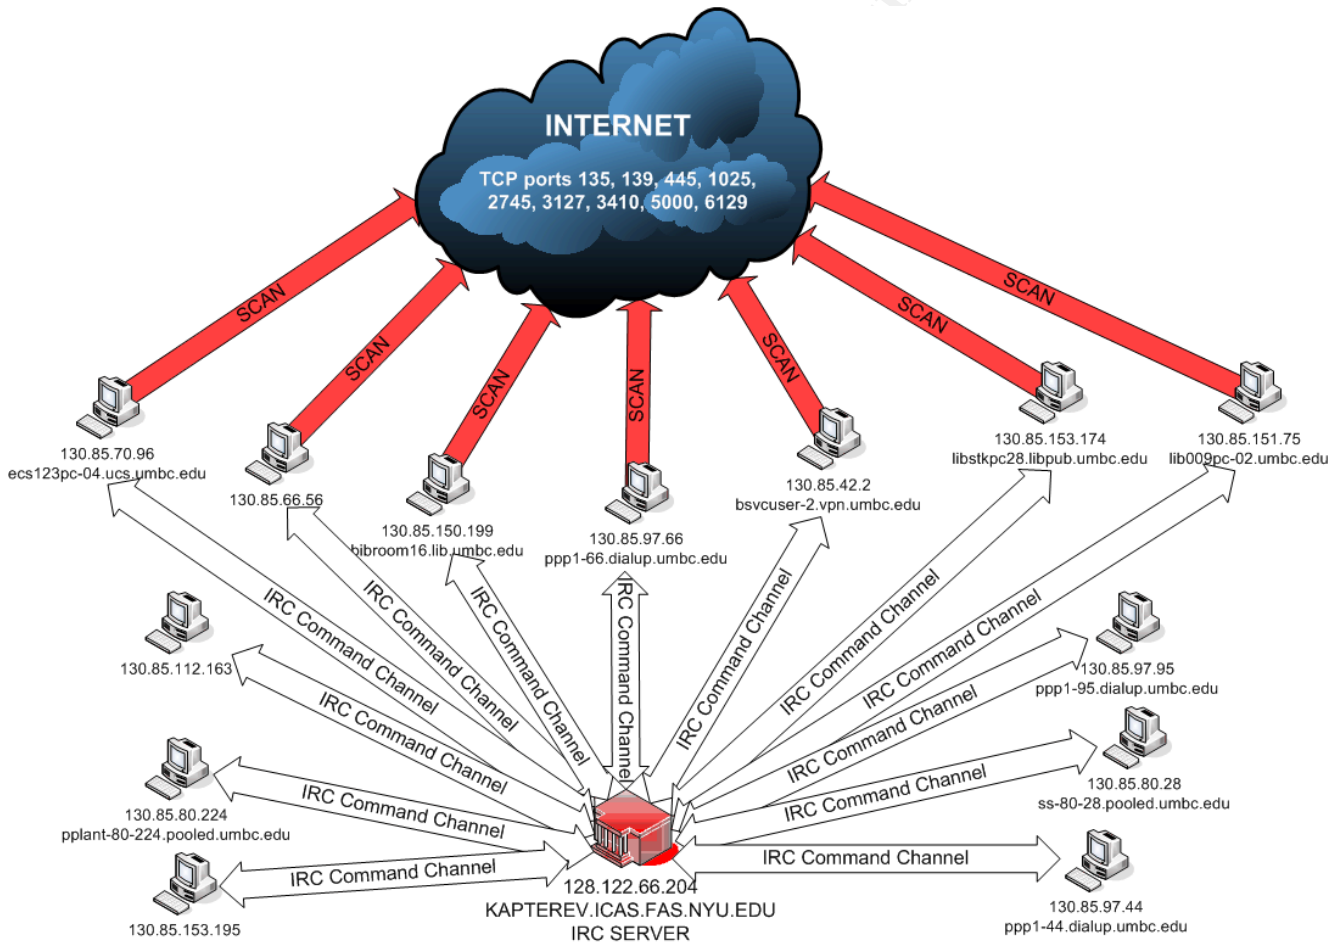 INTERNET
TCP ports 135, 139, 445, 1025,
2745, 3127, 3410, 5000, 6129
SCAN
SCAN
SCAN
SCAN
SCAN
SCAN
SCAN
130.85.70.96
ecs123pc-04.ucs.umbc.edu
130.85.66.56
130.85.150.199
bibroom16.lib.umbc.edu
130.85.97.66
ppp1-66.dialup.umbc.edu
130.85.42.2
bsvcuser-2.vpn.umbc.edu
130.85.153.174
libstkpc28.libpub.umbc.edu
130.85.151.75
lib009pc-02.umbc.edu
IRC Command Channel
IRC Command Channel
IRC Command Channel
IRC Command Channel
IRC Command Channel
IRC Command Channel
IRC Command Channel
130.85.112.163
IRC Command Channel
130.85.97.95
ppp1-95.dialup.umbc.edu
IRC Command Channel
130.85.80.224
pplant-80-224.pooled.umbc.edu
IRC Command Channel
130.85.80.28
ss-80-28.pooled.umbc.edu
IRC Command Channel
130.85.153.195
IRC Command Channel
130.85.97.44
ppp1-44.dialup.umbc.edu
IRC Command Channel
128.122.66.204
KAPTEREV.ICAS.FAS.NYU.EDU
IRC SERVER